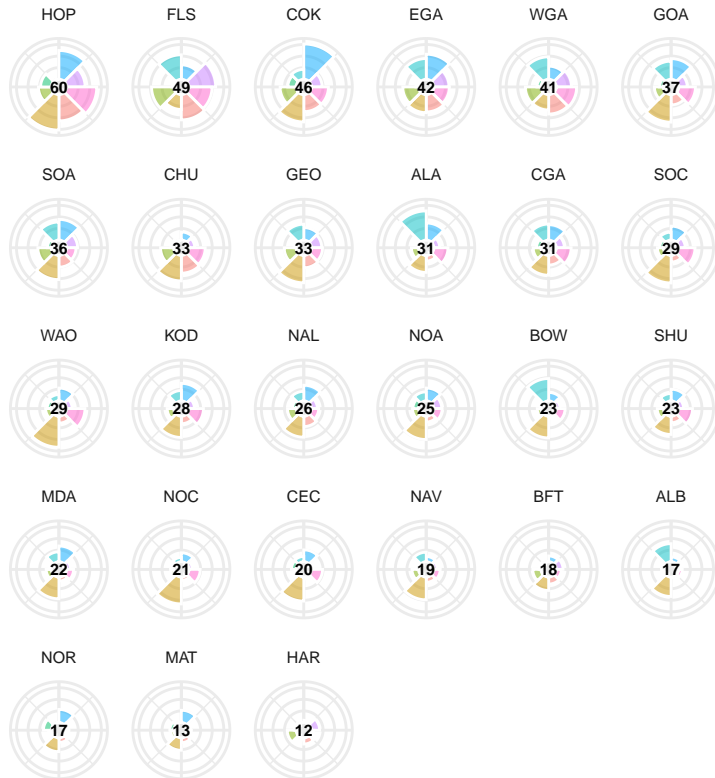 HOP FLS COK EGA WGA GOA
60 49 46 42 41 37
SOA CHU GEO ALA CGA SOC
36 33 33 31 31 29
WAO KOD NAL NOA BOW SHU
29 28 26 25 23 23
MDA NOC CEC NAV BFT ALB
22 21 20 19 18 17
NOR MAT HAR
17 13 12